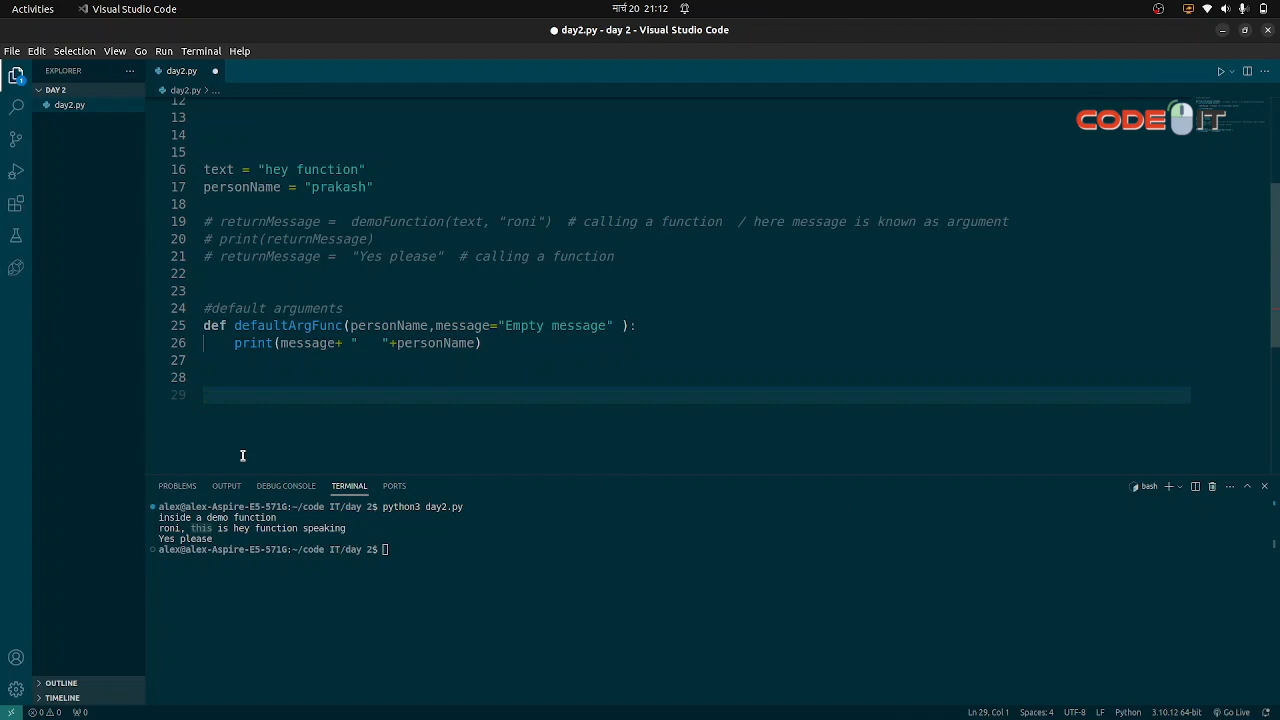 Activities
Visual Studio Code
मार्च 20 21:12
day2.py - day 2 - Visual Studio Code
File Edit Selection View Go Run Terminal Help
EXPLORER
day2.py
DAY 2
day2.py > ...
day2.py
CODE IT
12
13
14
15
16 text = "hey function"
17 personName = "prakash"
18
19 # returnMessage =  demoFunction(text, "roni")  # calling a function  / here message is known as argument
20 # print(returnMessage)
21 # returnMessage =  "Yes please"  # calling a function
22
23
24 #default arguments
25 def defaultArgFunc(personName,message="Empty message" ):
26     print(message+ "   "+personName)
27
28
29
PROBLEMS OUTPUT DEBUG CONSOLE TERMINAL PORTS
bash
alex@alex-Aspire-E5-571G:~/code IT/day 2$ python3 day2.py
inside a demo function
roni, this is hey function speaking
Yes please
alex@alex-Aspire-E5-571G:~/code IT/day 2$
OUTLINE
TIMELINE
0 0 0
Ln 29, Col 1 Spaces: 4 UTF-8 LF Python 3.10.12 64-bit Go Live